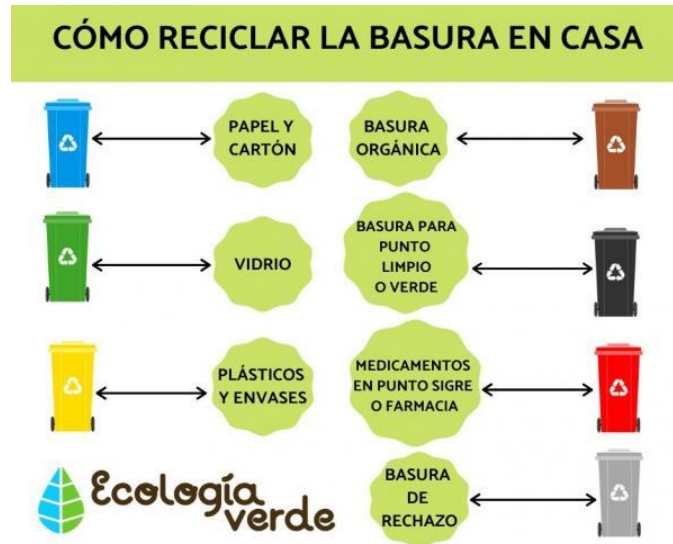 CÓMO RECICLAR LA BASURA EN CASA
PAPEL Y
CARTÓN
BASURA
ORGÁNICA
VIDRIO
BASURA PARA
PUNTO
LIMPIO
O VERDE
PLÁSTICOS
Y ENVASES
MEDICAMENTOS
EN PUNTO SIGRE
O FARMACIA
BASURA
DE
RECHAZO
Ecología
verde